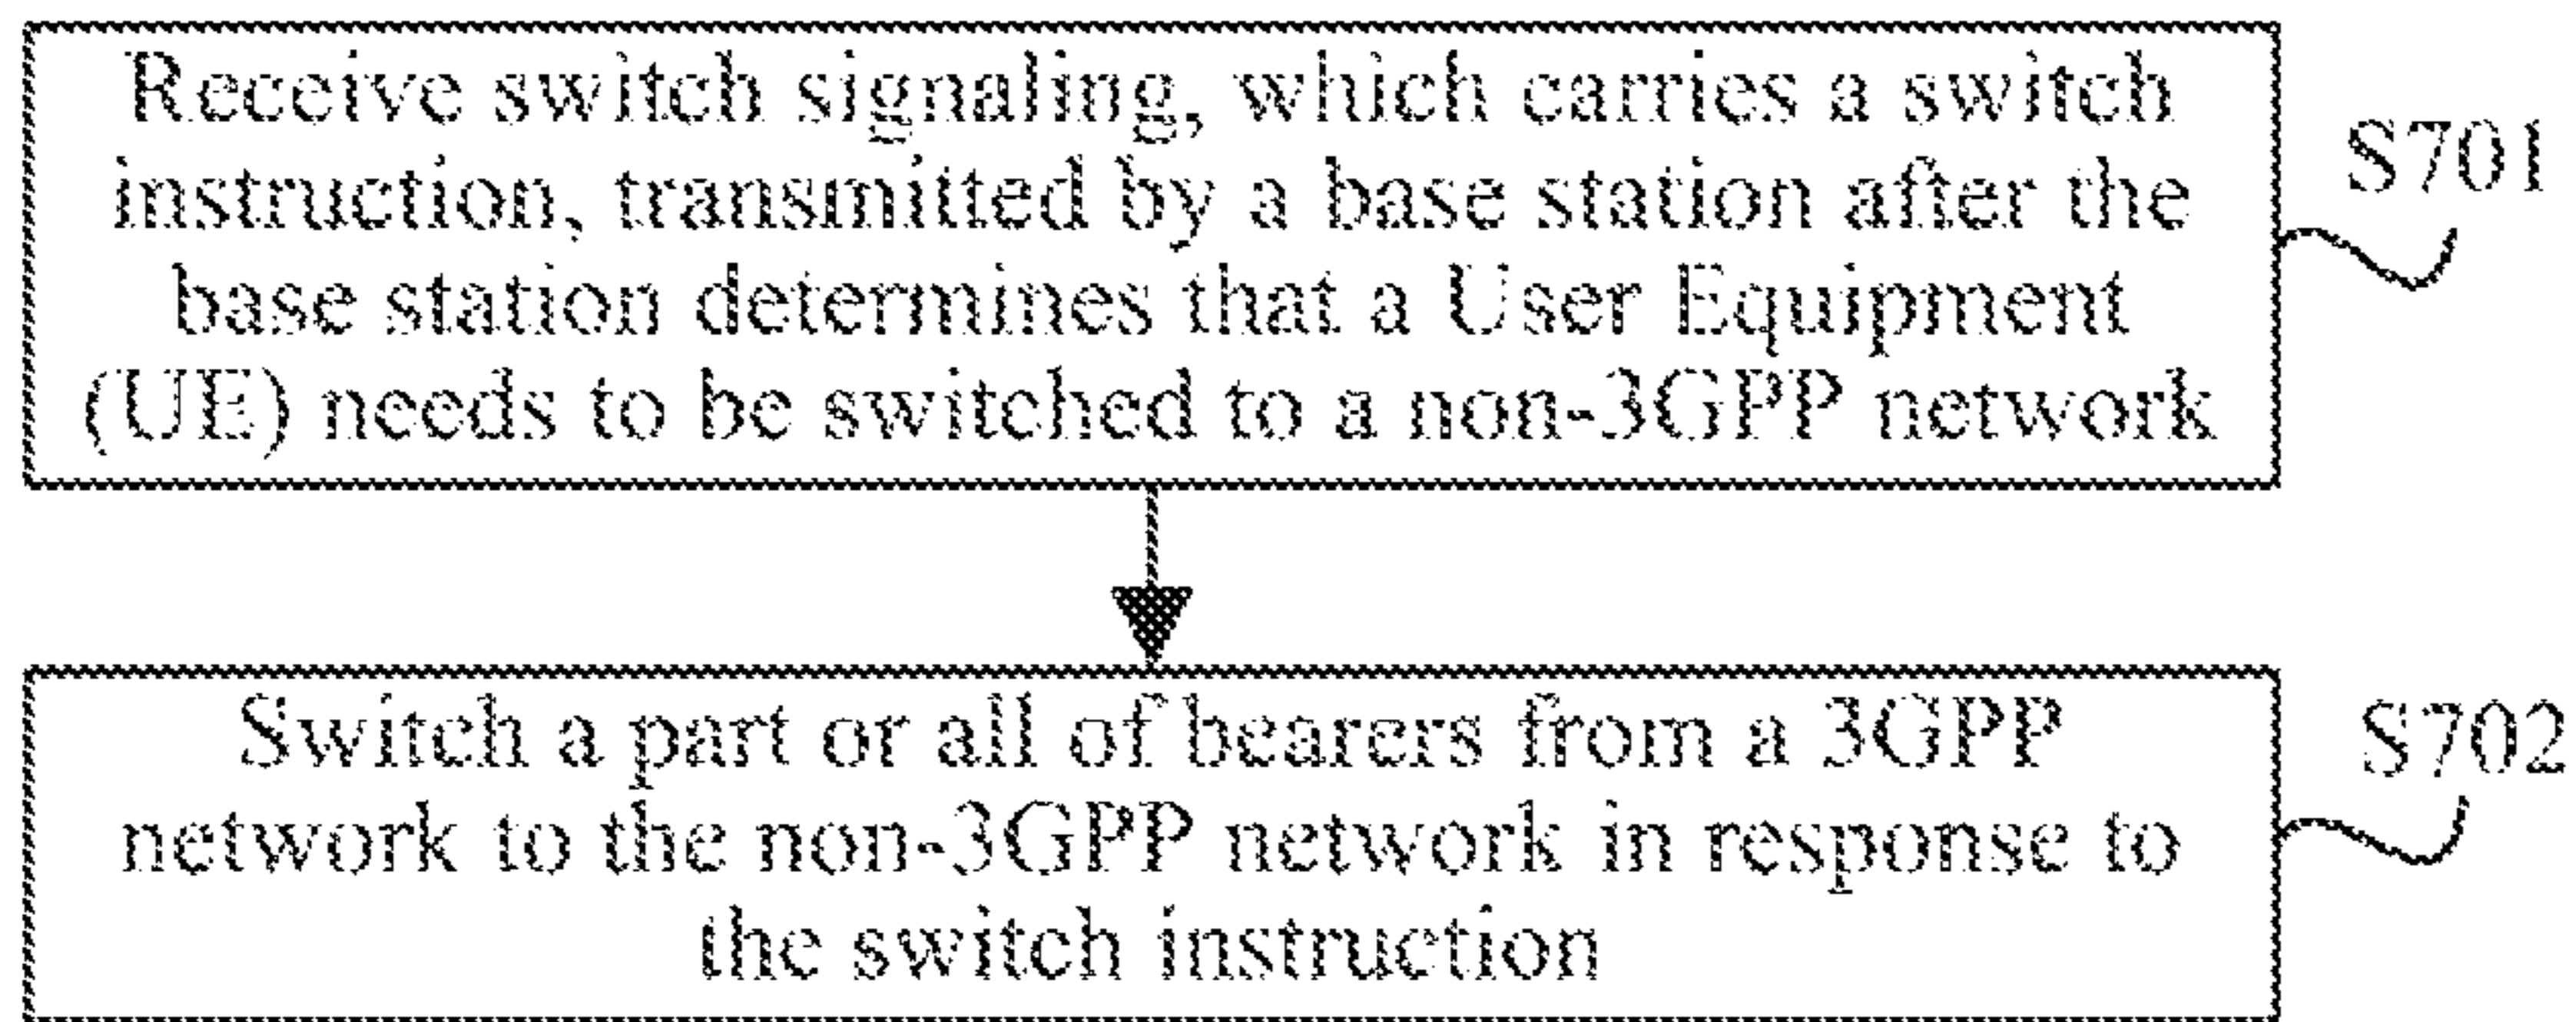 Receive switch signaling, which carries a switch
instruction, transmitted by a base station after the
base station determines that a User Equipment
(UE) needs to be switched to a non-3GPP network
S701
Switch a part or all of bearers from a 3GPP
network to the non-3GPP network in response to
the switch instruction
S702